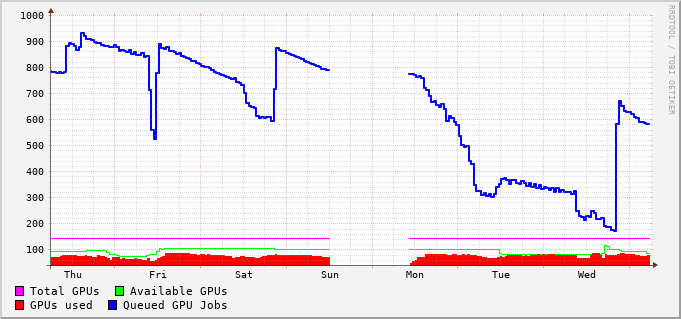 1000
900
800
700
600
500
400
300
200
100
Thu Fri Sat Sun Mon Tue Wed
Total GPUs Available GPUs
GPUs used Queued GPU Jobs
RRDTOOL / TOBI OETIKER